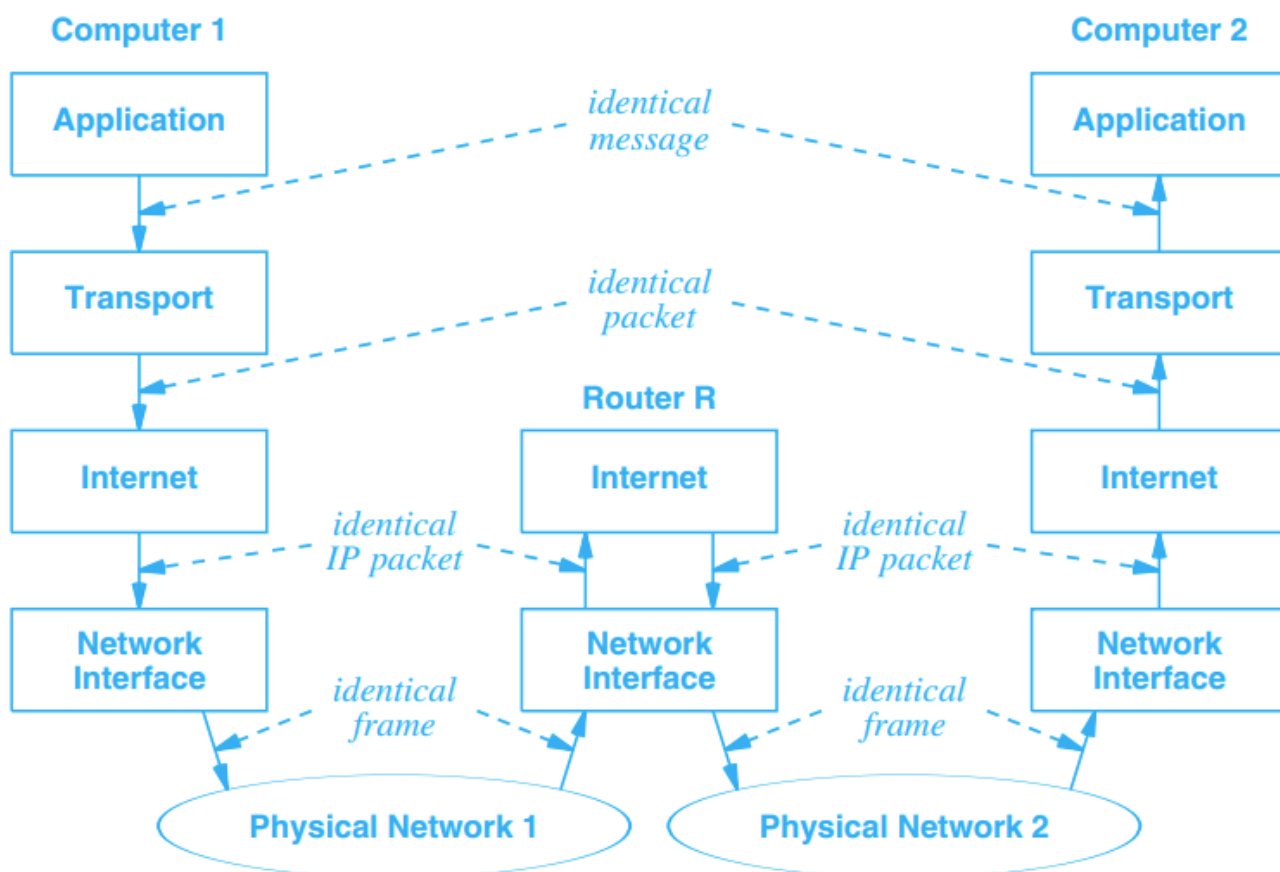 Computer 1
Computer 2
Application
identical
message
Application
Transport
identical
packet
Transport
Router R
Internet
Internet
Internet
identical
IP packet
identical
IP packet
Network
Interface
Network
Interface
Network
Interface
identical
frame
identical
frame
Physical Network 1
Physical Network 2